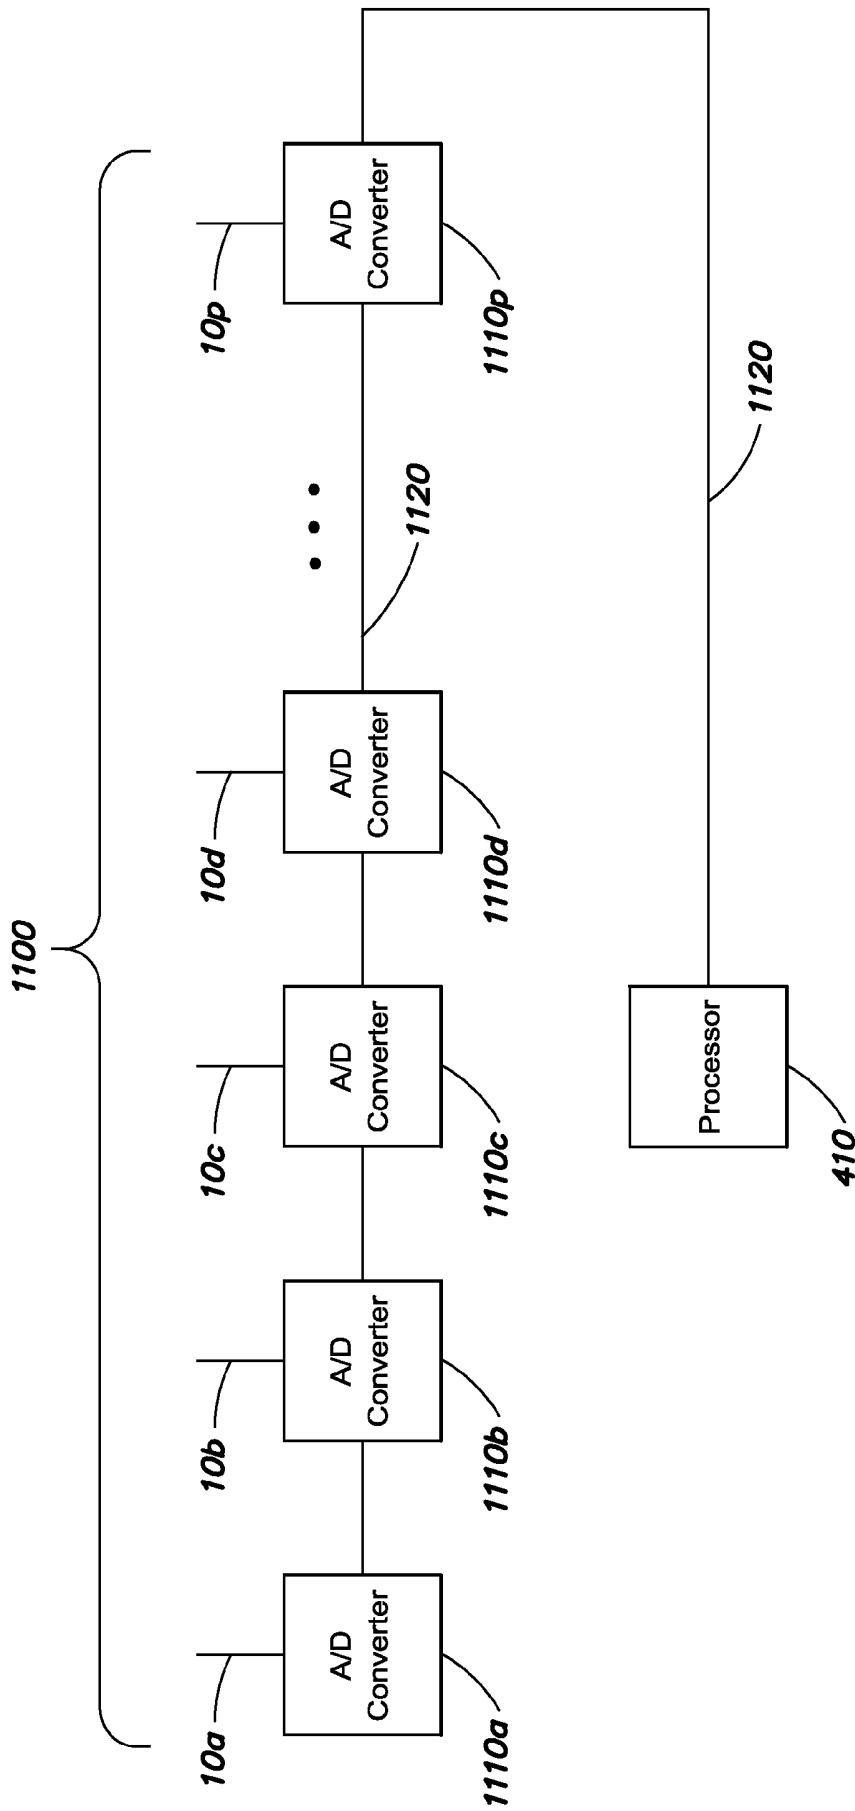 1100
10a
10b
10c
10d
10p
A/D
Converter
A/D
Converter
A/D
Converter
A/D
Converter
A/D
Converter
1110a
1110b
1110c
1110d
1120
1110p
Processor
410
1120